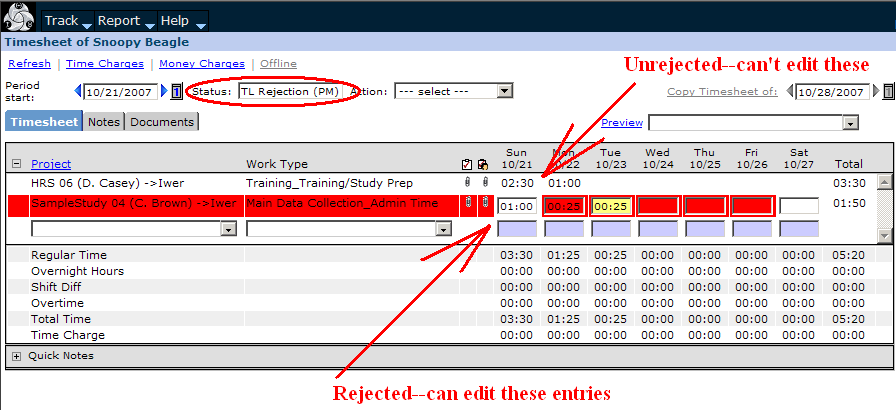 Track Report Help
Timesheet of Snoopy Beagle
Refresh | Time Charges | Money Charges | Offline
Unrejected--can't edit these
Period start: 10/21/2007 1 Status: TL Rejection (PM) Action: --- select --- Copy Timesheet of: 10/28/2007
Timesheet Notes Documents
Preview
Project Work Type Sun 10/21 Mon 10/22 Tue 10/23 Wed 10/24 Thu 10/25 Fri 10/26 Sat 10/27 Total
HRS 06 (D. Casey) ->Iwer Training_Training/Study Prep 02:30 01:00 03:30
SampleStudy 04 (C. Brown) ->Iwer Main Data Collection_Admin Time 01:00 00:25 00:25 01:50
Regular Time 03:30 01:25 00:25 00:00 00:00 00:00 00:00 05:20
Overnight Hours 00:00 00:00 00:00 00:00 00:00 00:00 00:00 00:00
Shift Diff 00:00 00:00 00:00 00:00 00:00 00:00 00:00 00:00
Overtime 00:00 00:00 00:00 00:00 00:00 00:00 00:00 00:00
Total Time 03:30 01:25 00:25 00:00 00:00 00:00 00:00 05:20
Time Charge 00:00 00:00 00:00 00:00 00:00 00:00 00:00 00:00
Quick Notes
Rejected--can edit these entries